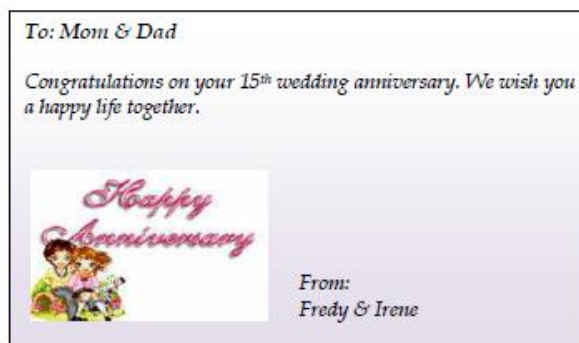 To: Mom & Dad
Congratulations on your 15th wedding anniversary. We wish you
a happy life together.
Happy
Anniversary
From:
Fredy & Irene